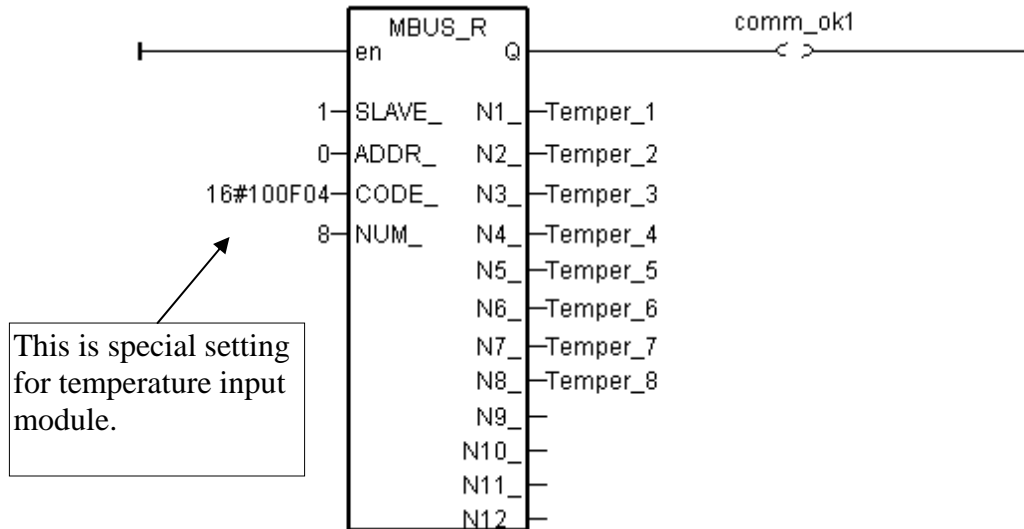 MBUS_R
comm_ok1
en Q
1 SLAVE_ N1_ Temper_1
0 ADDR_ N2_ Temper_2
16#100F04 CODE_ N3_ Temper_3
8 NUM_ N4_ Temper_4
N5_ Temper_5
N6_ Temper_6
N7_ Temper_7
N8_ Temper_8
N9_
N10_
N11_
N12_
This is special setting
for temperature input
module.